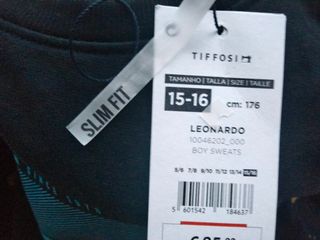 SLIM FIT
TIFFOSI
TAMANHO | TALLA | SIZE | TAILLE
15-16 cm: 176
LEONARDO
10046202_000
BOY SWEATS
5/6 7/8 9/10 11/12 13/14 15/16
5 601542 184637